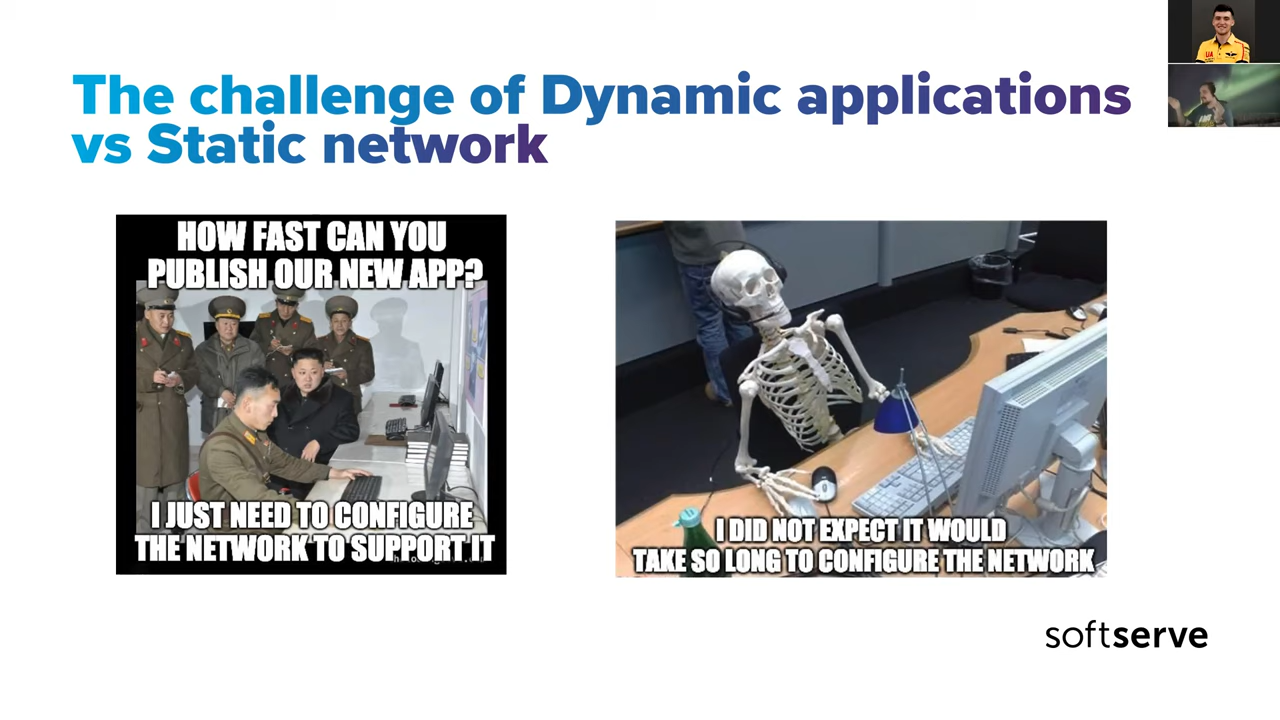 The challenge of Dynamic applications
vs Static network
HOW FAST CAN YOU
PUBLISH OUR NEW APP?
I JUST NEED TO CONFIGURE
THE NETWORK TO SUPPORT IT
I DID NOT EXPECT IT WOULD
TAKE SO LONG TO CONFIGURE THE NETWORK
UA
softserve